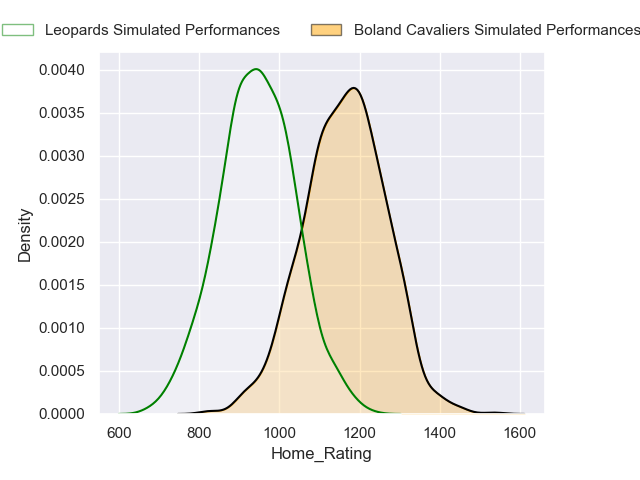 Leopards Simulated Performances
Boland Cavaliers Simulated Performances
0.0040
0.0035
0.0030
0.0025
0.0020
0.0015
0.0010
0.0005
0.0000
Density
600 800 1000 1200 1400 1600
Home_Rating